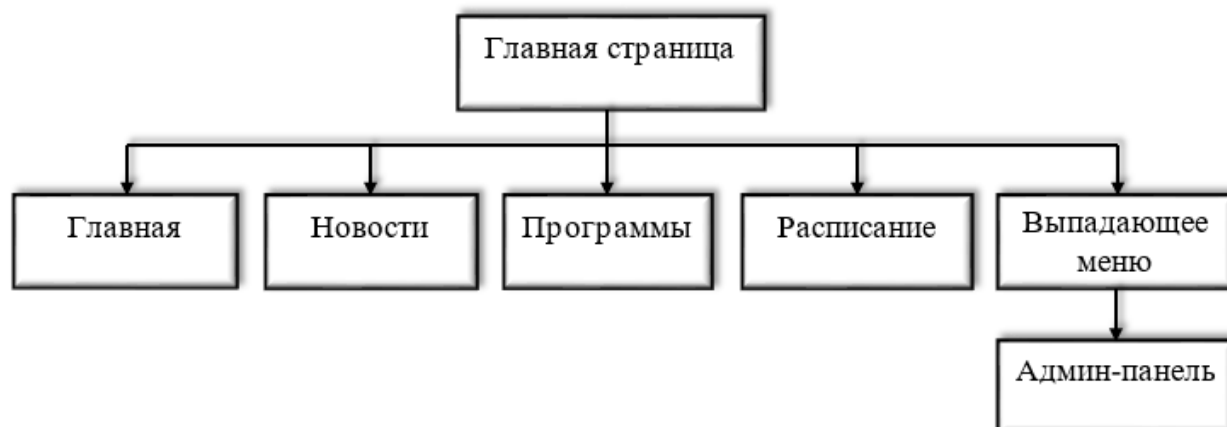 Главная страница
Главная
Новости
Программы
Расписание
Выпадающее
меню
Админ-панель